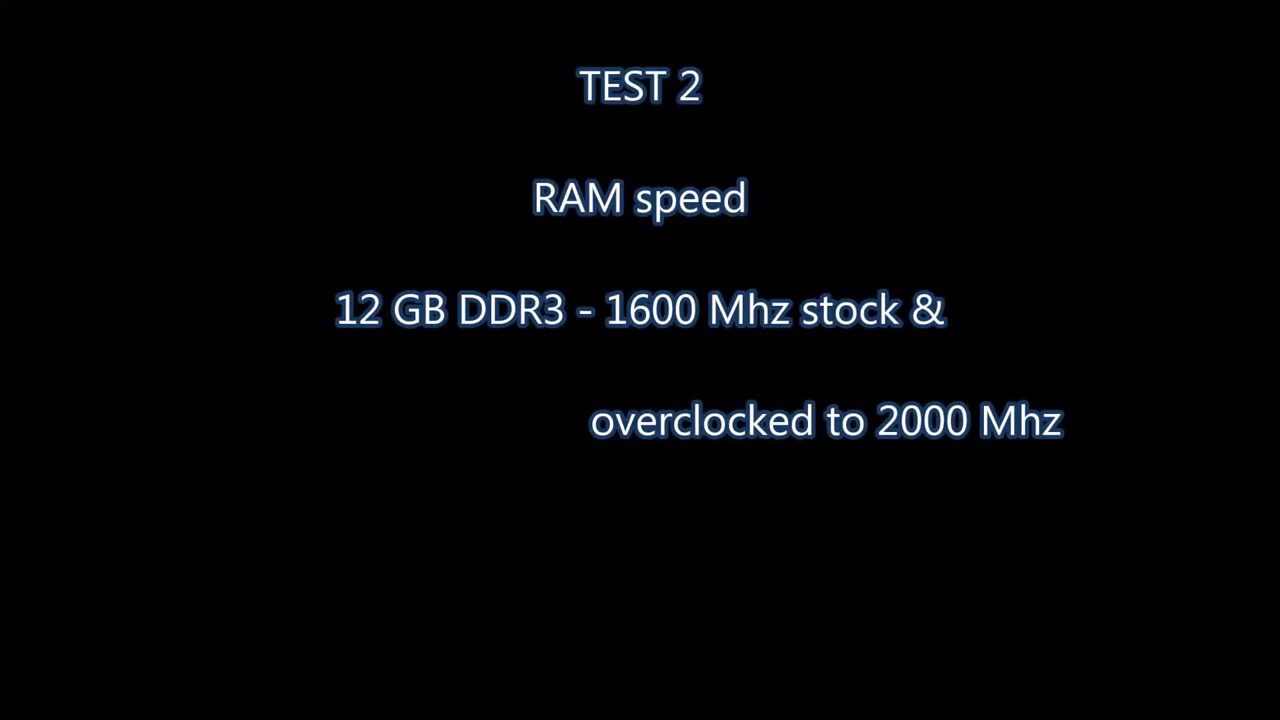 TEST 2
RAM speed
12 GB DDR3 - 1600 Mhz stock &
overclocked to 2000 Mhz